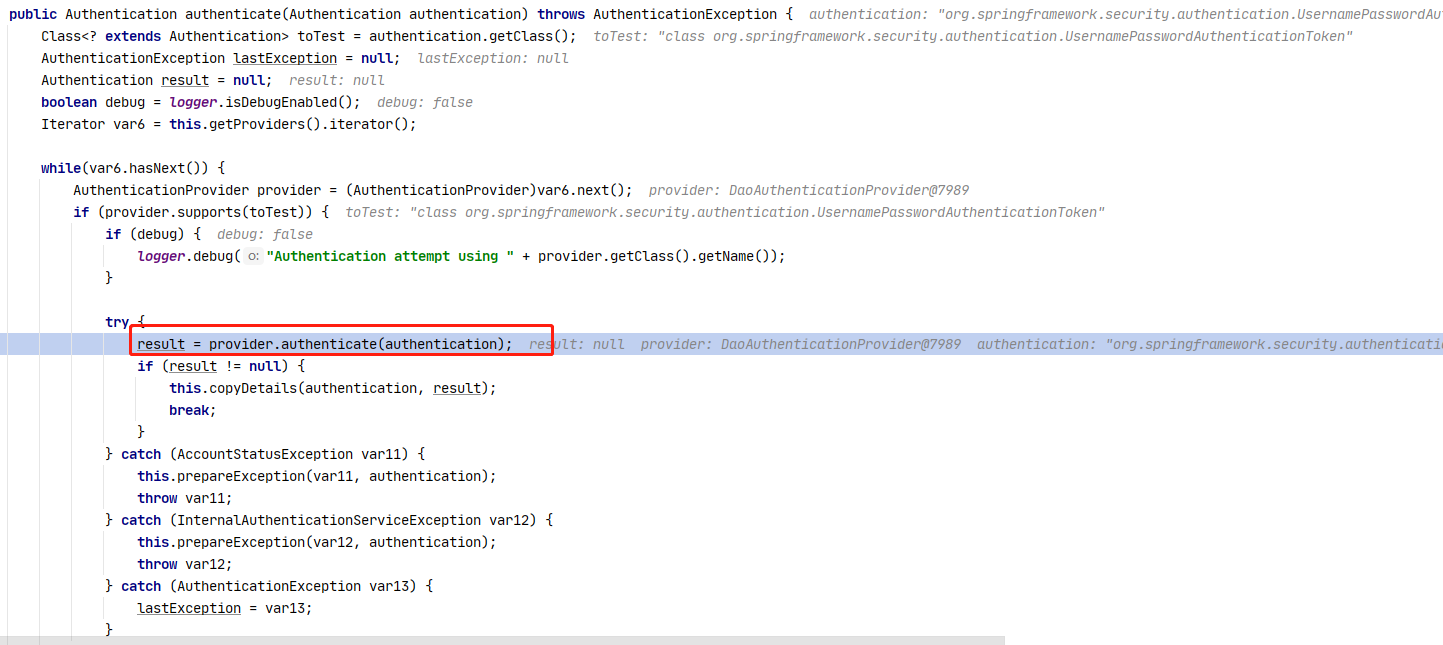 public Authentication authenticate(Authentication authentication) throws AuthenticationException {  authentication: "org.springframework.security.authentication.UsernamePasswordAu
Class<? extends Authentication> toTest = authentication.getClass();  toTest: "class org.springframework.security.authentication.UsernamePasswordAuthenticationToken"
AuthenticationException lastException = null;  lastException: null
Authentication result = null;  result: null
boolean debug = logger.isDebugEnabled();  debug: false
Iterator var6 = this.getProviders().iterator();
while(var6.hasNext()) {
AuthenticationProvider provider = (AuthenticationProvider)var6.next();  provider: DaoAuthenticationProvider@7989
if (provider.supports(toTest)) {  toTest: "class org.springframework.security.authentication.UsernamePasswordAuthenticationToken"
if (debug) {  debug: false
logger.debug( o: "Authentication attempt using " + provider.getClass().getName());
}
try {
result = provider.authenticate(authentication);  result: null  provider: DaoAuthenticationProvider@7989  authentication: "org.springframework.security.authenticatio
if (result != null) {
this.copyDetails(authentication, result);
break;
}
} catch (AccountStatusException var11) {
this.prepareException(var11, authentication);
throw var11;
} catch (InternalAuthenticationServiceException var12) {
this.prepareException(var12, authentication);
throw var12;
} catch (AuthenticationException var13) {
lastException = var13;
}